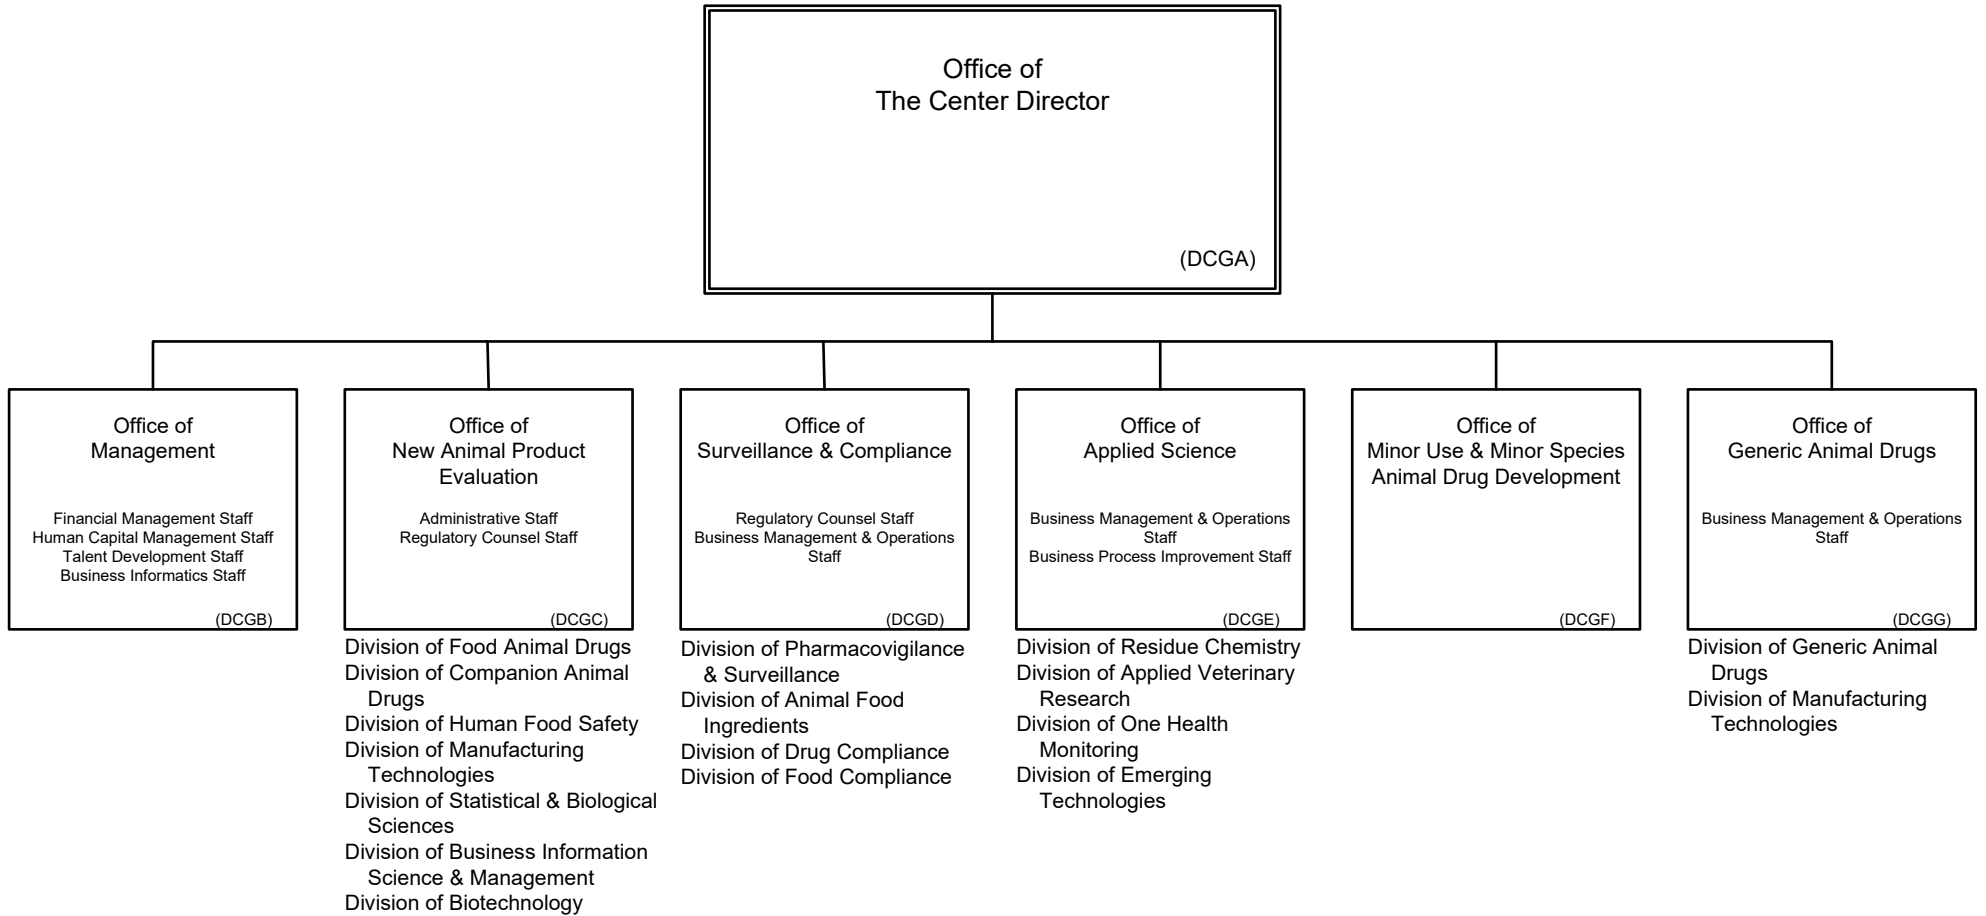 Office of
The Center Director
(DCGA)
Office of
Management
Financial Management Staff
Human Capital Management Staff
Talent Development Staff
Business Informatics Staff
(DCGB)
Office of
New Animal Product
Evaluation
Administrative Staff
Regulatory Counsel Staff
(DCGC)
Division of Food Animal Drugs
Division of Companion Animal
Drugs
Division of Human Food Safety
Division of Manufacturing
Technologies
Division of Statistical & Biological
Sciences
Division of Business Information
Science & Management
Division of Biotechnology
Office of
Surveillance & Compliance
Regulatory Counsel Staff
Business Management & Operations
Staff
(DCGD)
Division of Pharmacovigilance
& Surveillance
Division of Animal Food
Ingredients
Division of Drug Compliance
Division of Food Compliance
Office of
Applied Science
Business Management & Operations
Staff
Business Process Improvement Staff
(DCGE)
Division of Residue Chemistry
Division of Applied Veterinary
Research
Division of One Health
Monitoring
Division of Emerging
Technologies
Office of
Minor Use & Minor Species
Animal Drug Development
(DCGF)
Office of
Generic Animal Drugs
Business Management & Operations
Staff
(DCGG)
Division of Generic Animal
Drugs
Division of Manufacturing
Technologies